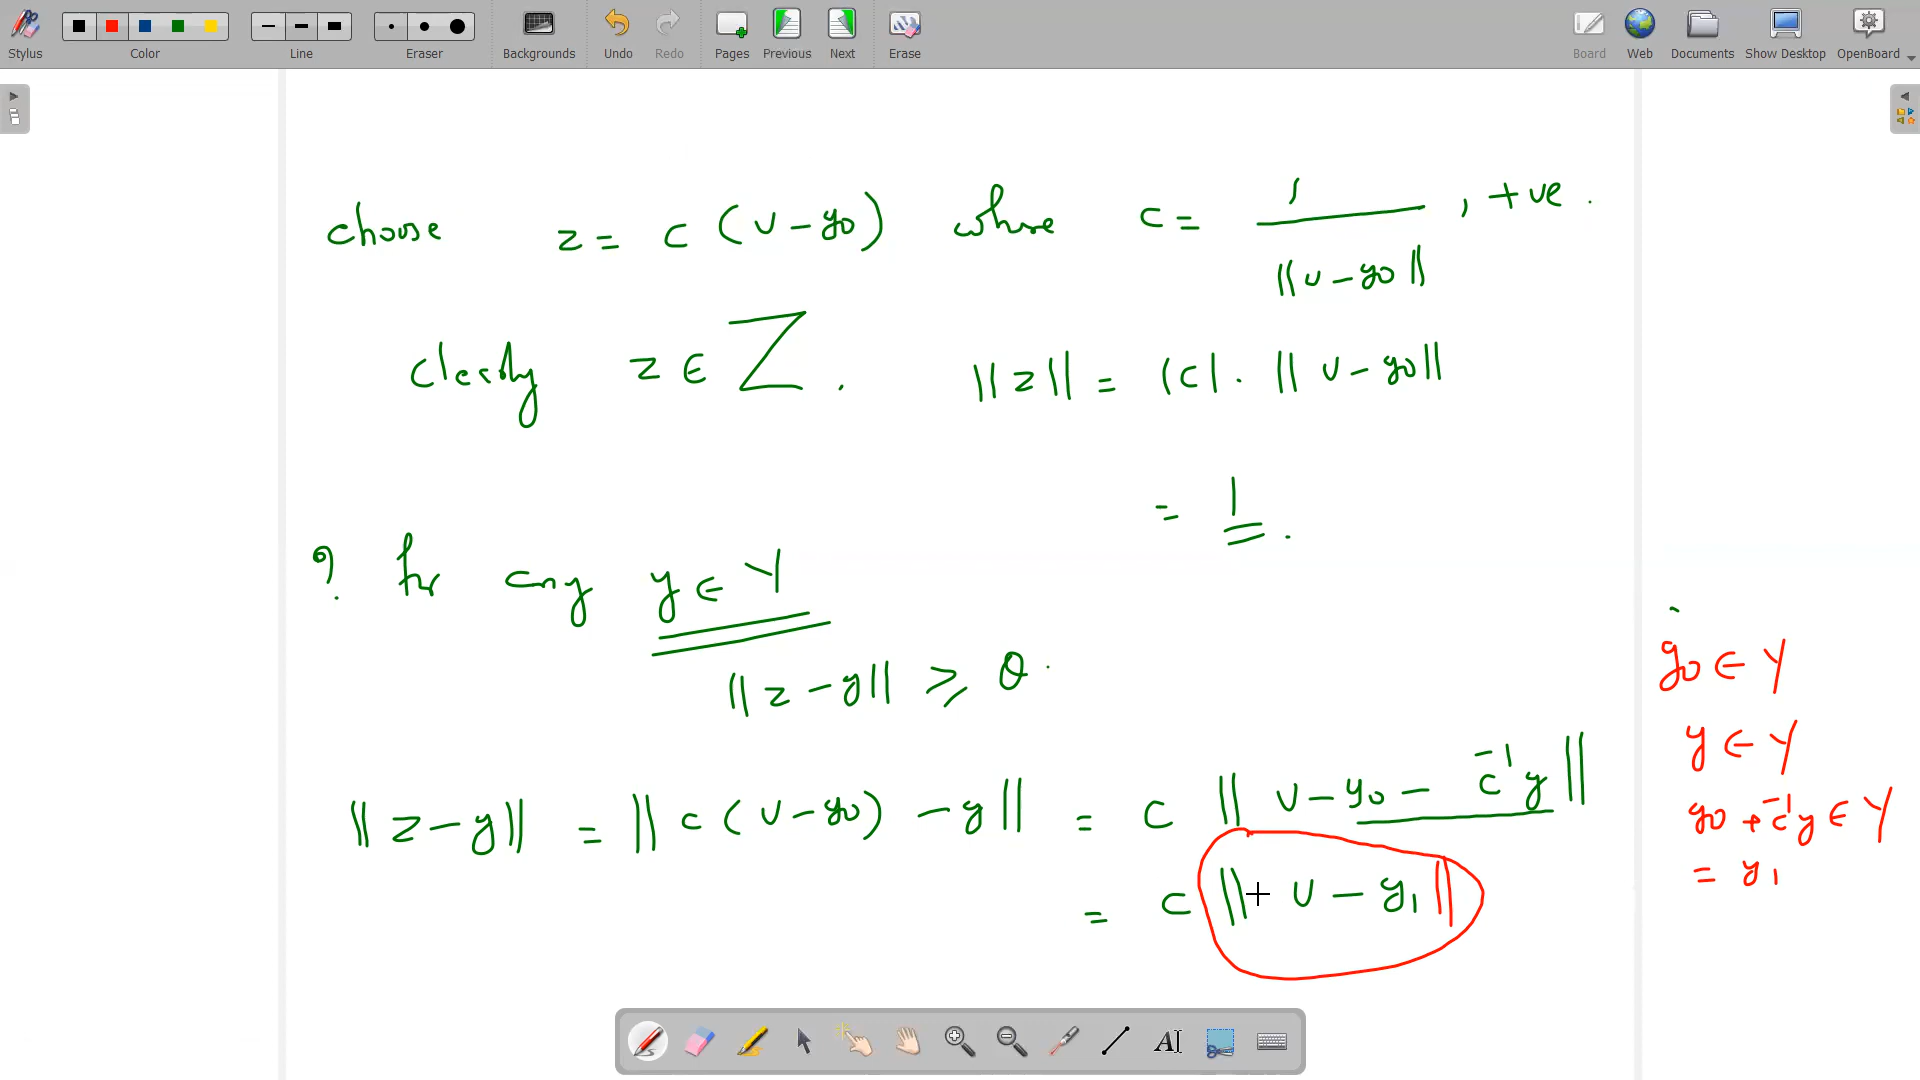 Stylus Color Line Eraser Backgrounds Undo Redo Pages Previous Next Erase Board Web Documents Show Desktop OpenBoard
choose z = c (v - y0) where c = 1 / ||v - y0||, +ve.
clearly z ∈ Z. ||z|| = |c| . ||v - y0||
= 1.
? for any y ∈ Y
||z - y|| ⩾ θ.
||z - y|| = ||c (v - y0) - y|| = c ||v - y0 - c⁻¹y||
= c ||v - y1||
y0 ∈ Y
y ∈ Y
y0 + c⁻¹y ∈ Y
= y1